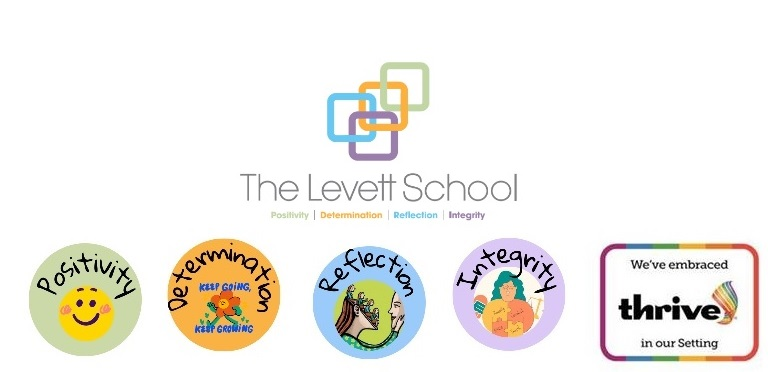 The Levett School
Positivity | Determination | Reflection | Integrity
Positivity
Determination
KEEP GOING,
KEEP GROWING
Reflection
Integrity
We've embraced
thrive
in our Setting